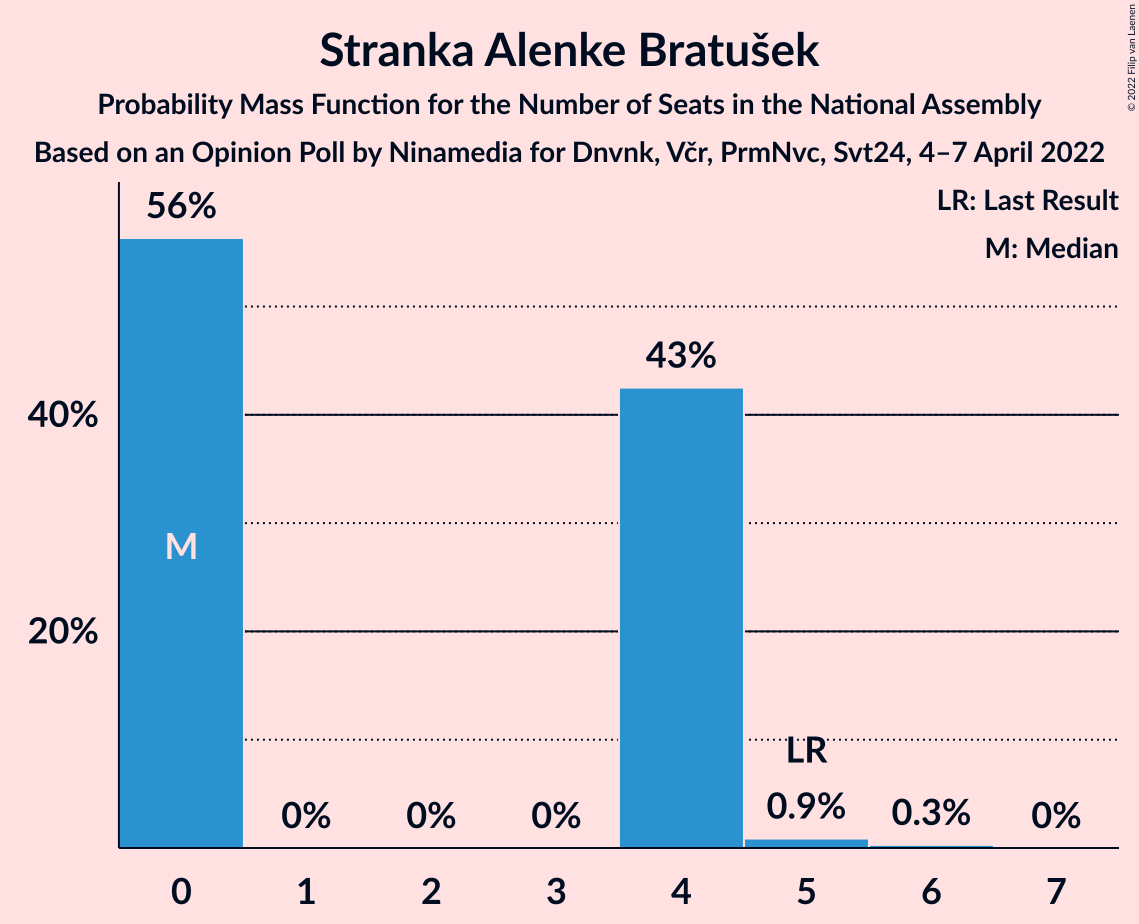 Stranka Alenke Bratušek
Probability Mass Function for the Number of Seats in the National Assembly
Based on an Opinion Poll by Ninamedia for Dnvnk, Včr, PrmNvc, Svt24, 4–7 April 2022
© 2022 Filip van Laenen
LR: Last Result
M: Median
56%
43%
40%
M
20%
LR
0% 0% 0% 0.9% 0.3% 0%
0 1 2 3 4 5 6 7